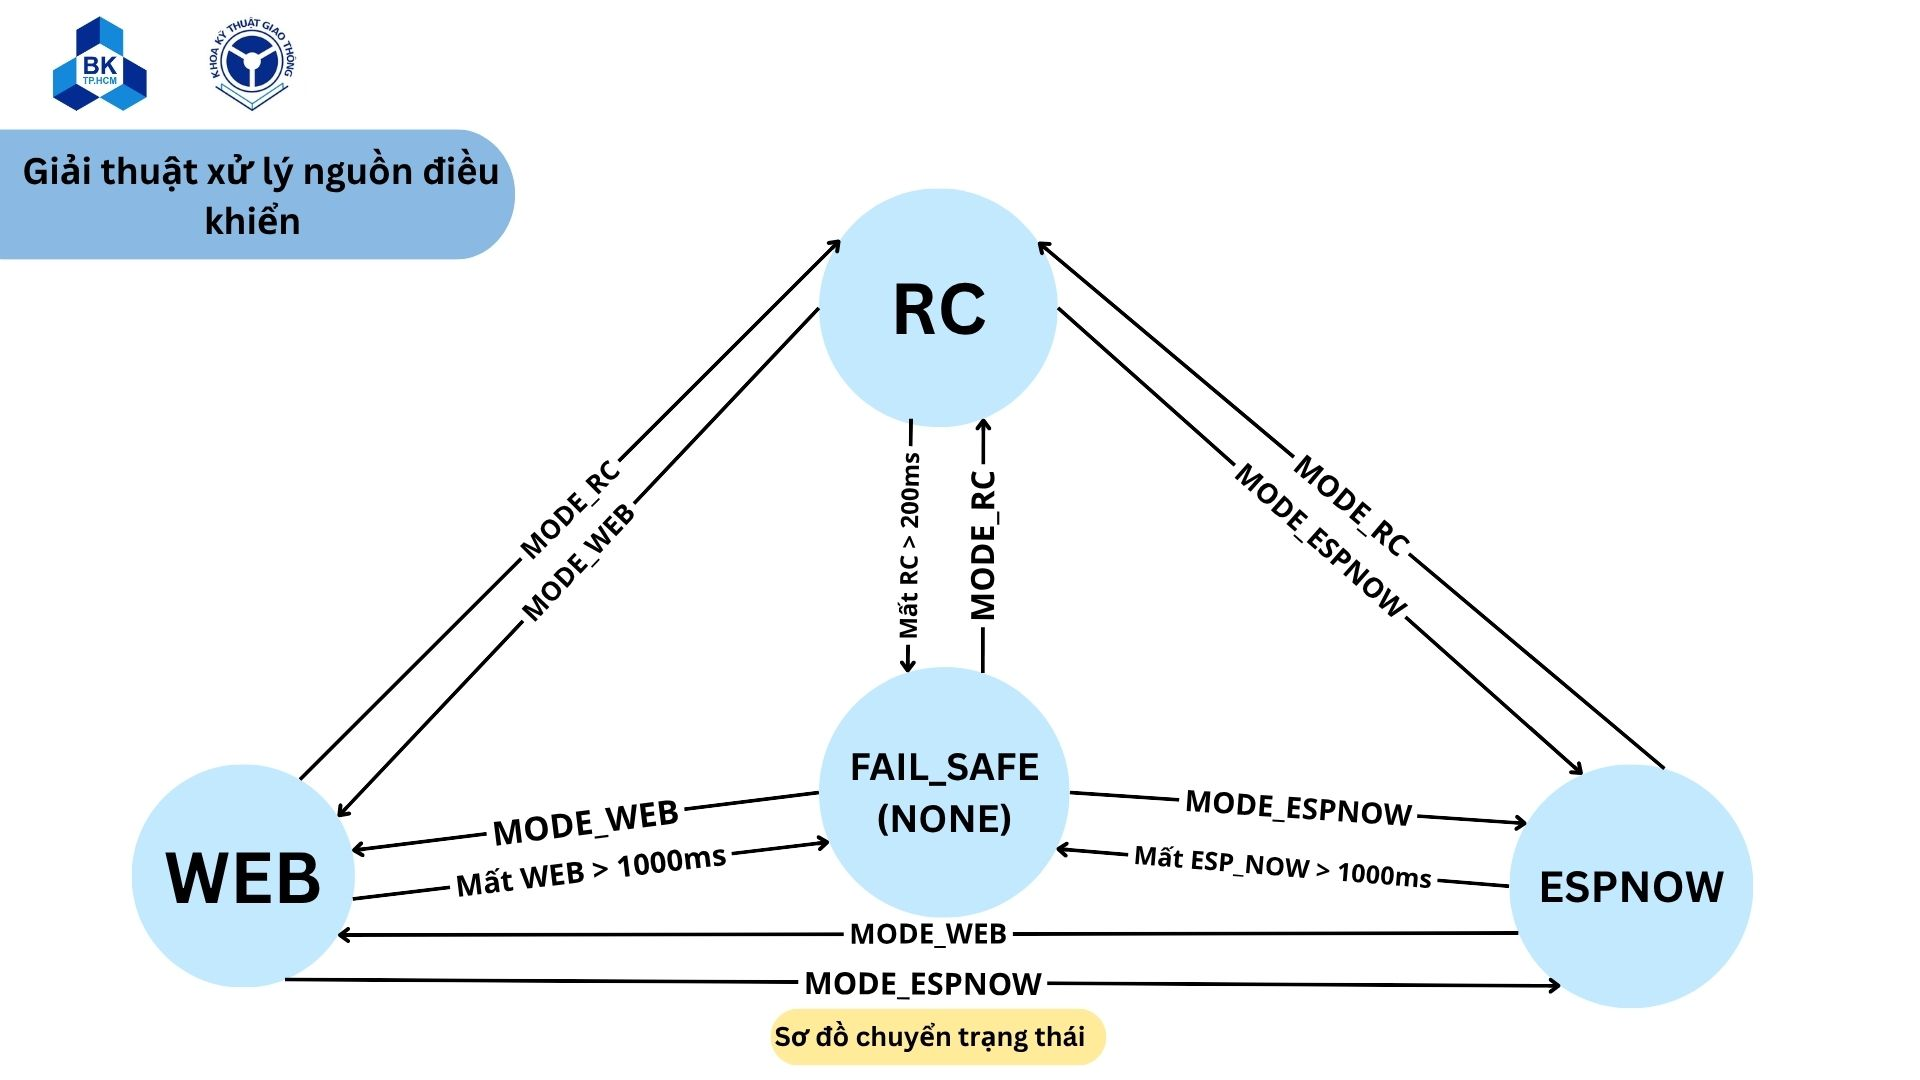 BK
TP.HCM
KHOA KỸ THUẬT GIAO THÔNG
Giải thuật xử lý nguồn điều
khiển
RC
MODE_RC
MODE_WEB
Mất RC > 200ms
MODE_RC
MODE_RC
MODE_ESPNOW
FAIL_SAFE
(NONE)
MODE_WEB
Mất WEB > 1000ms
MODE_ESPNOW
Mất ESP_NOW > 1000ms
WEB
ESPNOW
MODE_WEB
MODE_ESPNOW
Sơ đồ chuyển trạng thái